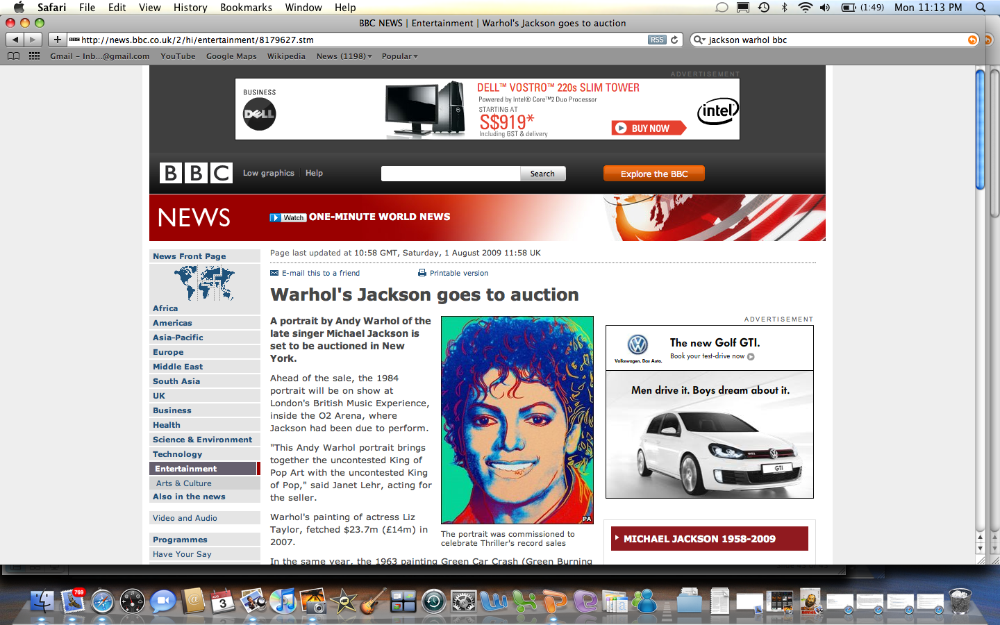 Safari File Edit View History Bookmarks Window Help (1:49) Mon 11:13 PM
BBC NEWS | Entertainment | Warhol's Jackson goes to auction
http://news.bbc.co.uk/2/hi/entertainment/8179627.stm RSS jackson warhol bbc
Gmail - Inb...@gmail.com YouTube Google Maps Wikipedia News (1198) Popular
ADVERTISEMENT
BUSINESS
DELL
DELL™ VOSTRO™ 220s SLIM TOWER
Powered by Intel® Core™2 Duo Processor
STARTING AT
S$919*
Including GST & delivery
BUY NOW
intel
BBC Low graphics Help Search Explore the BBC
NEWS Watch ONE-MINUTE WORLD NEWS
News Front Page
Africa
Americas
Asia-Pacific
Europe
Middle East
South Asia
UK
Business
Health
Science & Environment
Technology
Entertainment
Arts & Culture
Also in the news
Video and Audio
Programmes
Have Your Say
Page last updated at 10:58 GMT, Saturday, 1 August 2009 11:58 UK
E-mail this to a friend Printable version
Warhol's Jackson goes to auction
A portrait by Andy Warhol of the
late singer Michael Jackson is
set to be auctioned in New
York.
Ahead of the sale, the 1984
portrait will be on show at
London's British Music Experience,
inside the O2 Arena, where
Jackson had been due to perform.
"This Andy Warhol portrait brings
together the uncontested King of
Pop Art with the uncontested King
of Pop," said Janet Lehr, acting for
the seller.
Warhol's painting of actress Liz
Taylor, fetched $23.7m (£14m) in
2007.
In the same year, the 1963 painting Green Car Crash (Green Burning
PA
The portrait was commissioned to
celebrate Thriller's record sales
ADVERTISEMENT
Volkswagen. Das Auto.
The new Golf GTI.
Book your test-drive now
Men drive it. Boys dream about it.
GTI
MICHAEL JACKSON 1958-2009
769
AUG
3